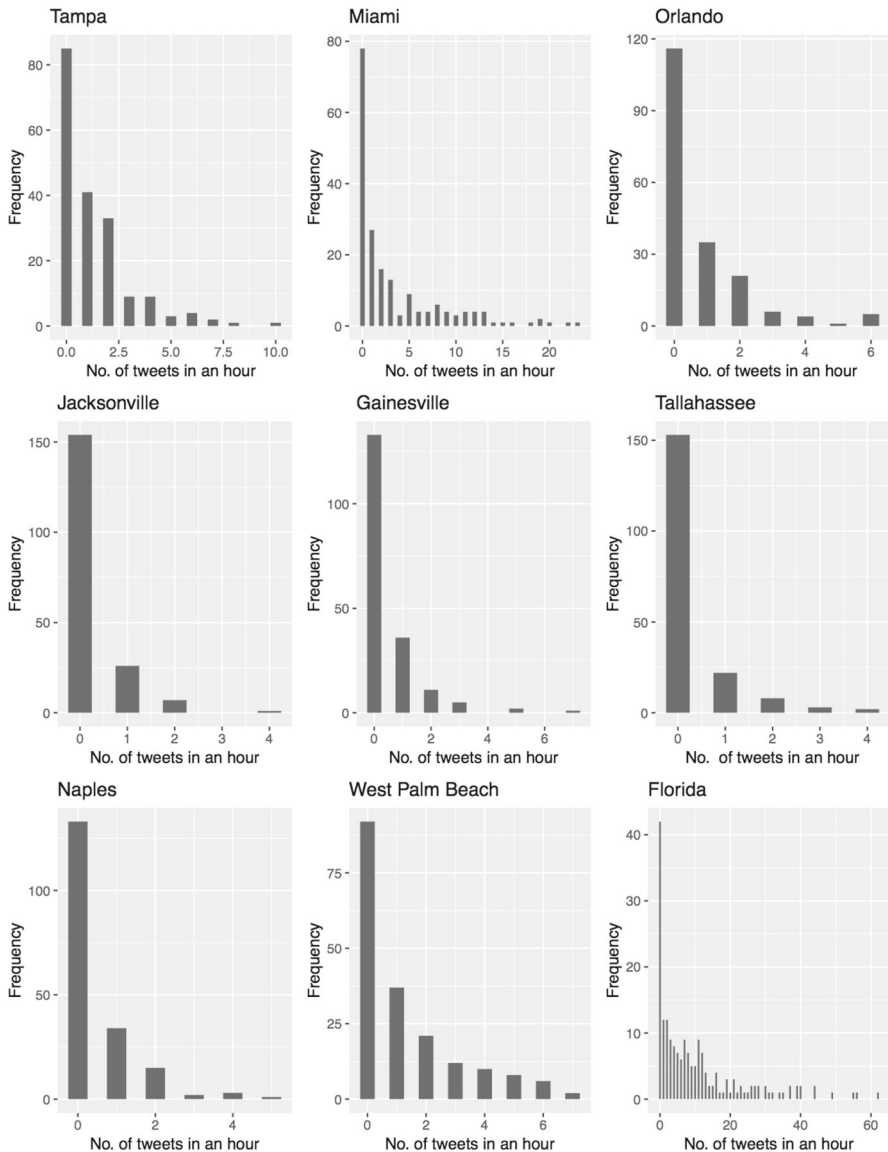 Tampa
Miami
Orlando
Frequency
80
60
40
20
0
0.0 2.5 5.0 7.5 10.0
No. of tweets in an hour
Frequency
80
60
40
20
0
0 5 10 15 20
No. of tweets in an hour
Frequency
120
90
60
30
0
0 2 4 6
No. of tweets in an hour
Jacksonville
Gainesville
Tallahassee
Frequency
150
100
50
0
0 1 2 3 4
No. of tweets in an hour
Frequency
100
50
0
0 2 4 6
No. of tweets in an hour
Frequency
150
100
50
0
0 1 2 3 4
No. of tweets in an hour
Naples
West Palm Beach
Florida
Frequency
100
50
0
0 2 4
No. of tweets in an hour
Frequency
75
50
25
0
0 2 4 6
No. of tweets in an hour
Frequency
40
30
20
10
0
0 20 40 60
No. of tweets in an hour